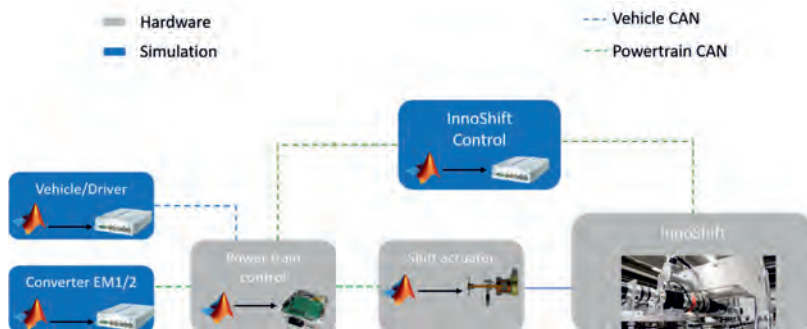 Hardware
Simulation
Vehicle CAN
Powertrain CAN
InnoShift
Control
Vehicle/Driver
Converter EM1/2
Power train
control
Shift actuator
InnoShift